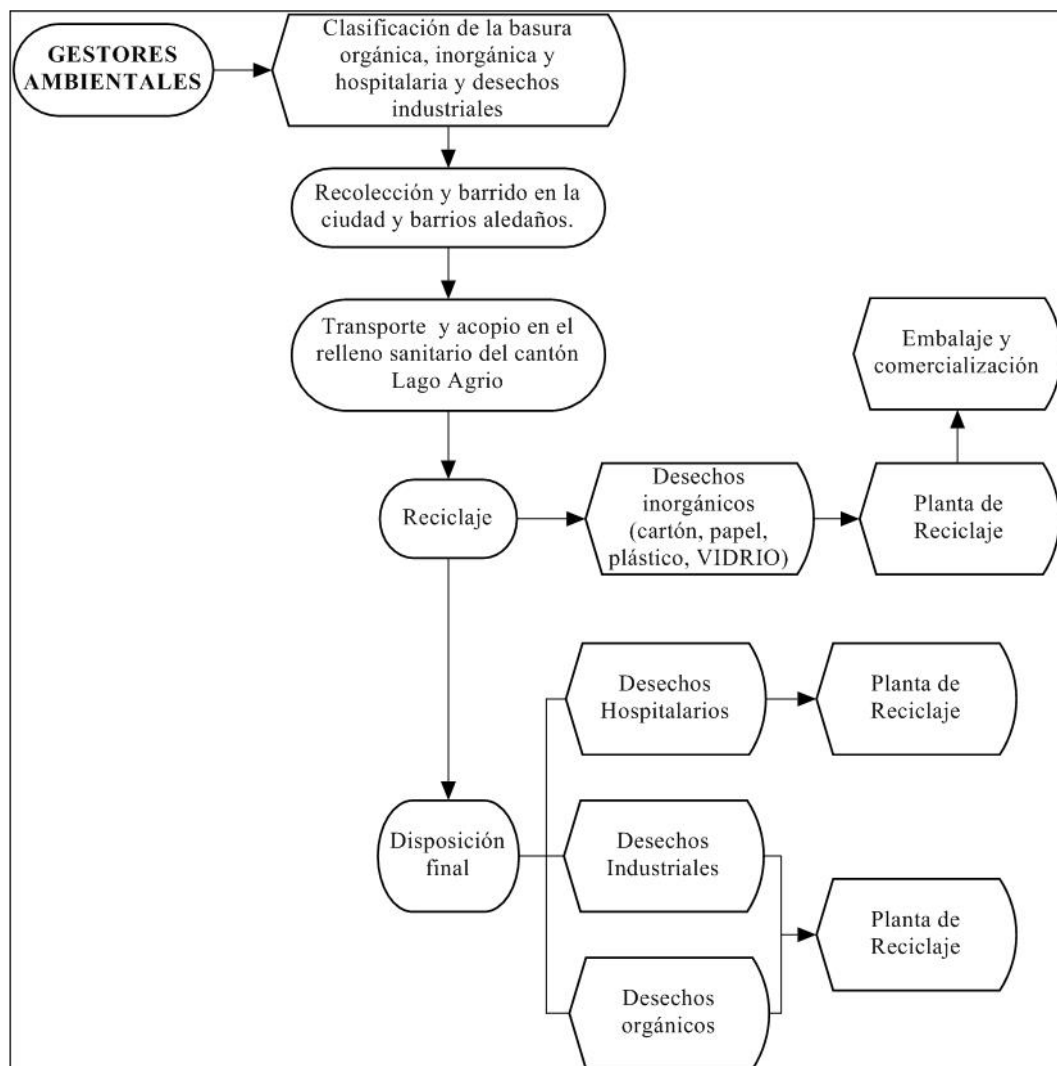 GESTORES
AMBIENTALES
Clasificación de la basura
orgánica, inorgánica y
hospitalaria y desechos
industriales
Recolección y barrido en la
ciudad y barrios aledaños.
Transporte y acopio en el
relleno sanitario del cantón
Lago Agrio
Embalaje y
comercialización
Reciclaje
Desechos
inorgánicos
(cartón, papel,
plástico, VIDRIO)
Planta de
Reciclaje
Desechos
Hospitalarios
Planta de
Reciclaje
Disposición
final
Desechos
Industriales
Planta de
Reciclaje
Desechos
orgánicos